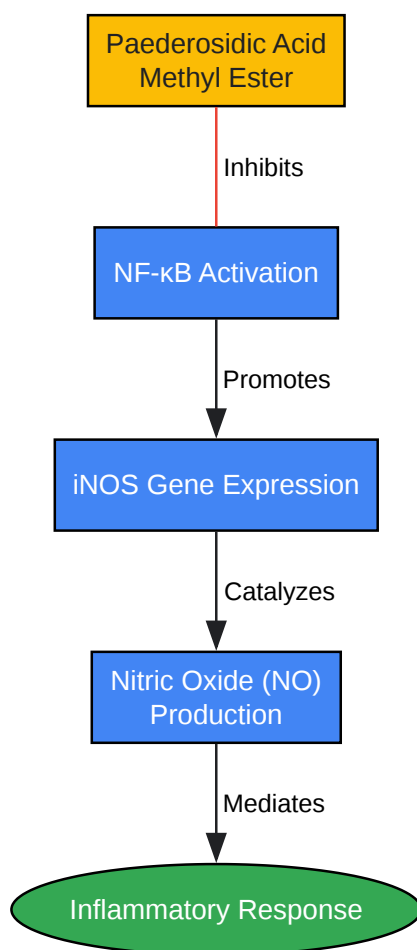 Paederosidic Acid
Methyl Ester
Inhibits
NF-κB Activation
Promotes
iNOS Gene Expression
Catalyzes
Nitric Oxide (NO)
Production
Mediates
Inflammatory Response